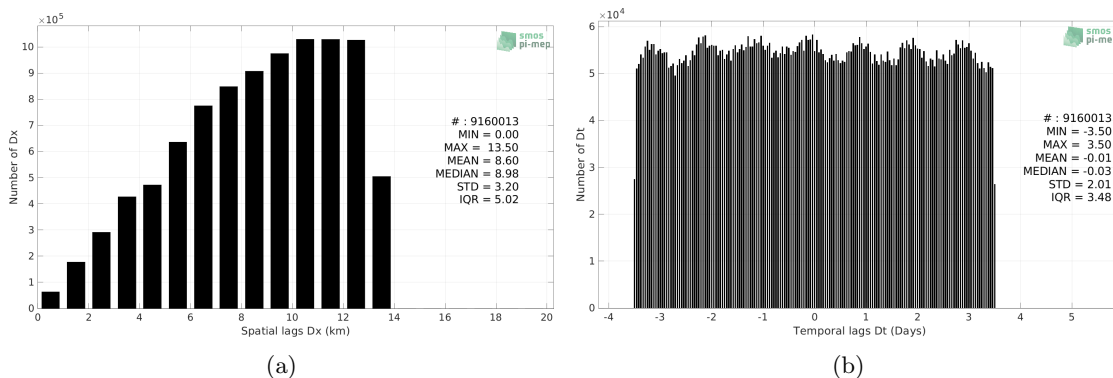 ×10⁵
10
9
8
7
6
5
4
3
2
1
0
Number of Dx
0 2 4 6 8 10 12 14 16 18 20
Spatial lags Dx (km)
smos
pi-mep
# : 9160013
MIN = 0.00
MAX = 13.50
MEAN = 8.60
MEDIAN = 8.98
STD = 3.20
IQR = 5.02
(a)
×10⁴
6
5
4
3
2
1
0
Number of Dt
-4 -3 -2 -1 0 1 2 3 4 5
Temporal lags Dt (Days)
smos
pi-mep
# : 9160013
MIN = -3.50
MAX = 3.50
MEAN = -0.01
MEDIAN = -0.03
STD = 2.01
IQR = 3.48
(b)